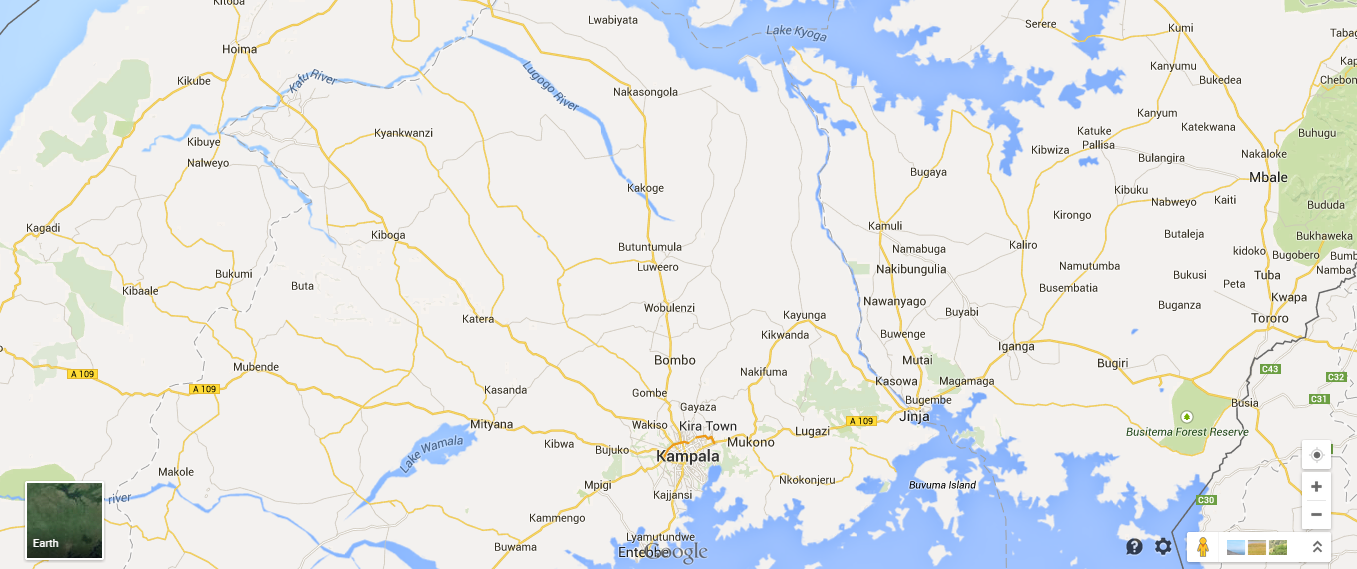 Kitoba
Lwabiyata
Serere
Kumi
Lake Kyoga
Tabag
Hoima
Kanyumu
Kap
Kikube
Kafu River
Lugogo River
Nakasongola
Bukedea
Chebon
Kanyum
Kyankwanzi
Katuke
Katekwana
Buhugu
Kibuye
Kibwiza
Pallisa
Nalweyo
Bulangira
Nakaloke
Bugaya
Mbale
Kakoge
Kibuku
Nabweyo
Kaiti
Bududa
Kirongo
Kagadi
Kamuli
Kiboga
Butaleja
Bukhaweka
Butuntumula
Namabuga
Kaliro
kidoko
Bugobero
Bumb
Luweero
Nakibungulia
Namutumba
Namba
Bukumi
Bukusi
Tuba
Buta
Busembatia
Peta
Kibaale
Nawanyago
Kwapa
Wobulenzi
Buyabi
Buganza
Katera
Kayunga
Tororo
Kikwanda
Buwenge
Iganga
Bombo
Mutai
Bugiri
Mubende
Nakifuma
C43
A 109
Kasowa
Magamaga
C32
A 109
Kasanda
Gombe
Bugembe
C31
Gayaza
Busia
Mityana
Wakiso
Kira Town
A 109
Jinja
Lugazi
Busitema Forest Reserve
Lake Wamala
Kibwa
Bujuko
Mukono
Kampala
Makole
Mpigi
Nkokonjeru
Buvuma Island
river
Kajjansi
C30
Kammengo
Lyamutundwe
Earth
Buwama
Entebbe
Google